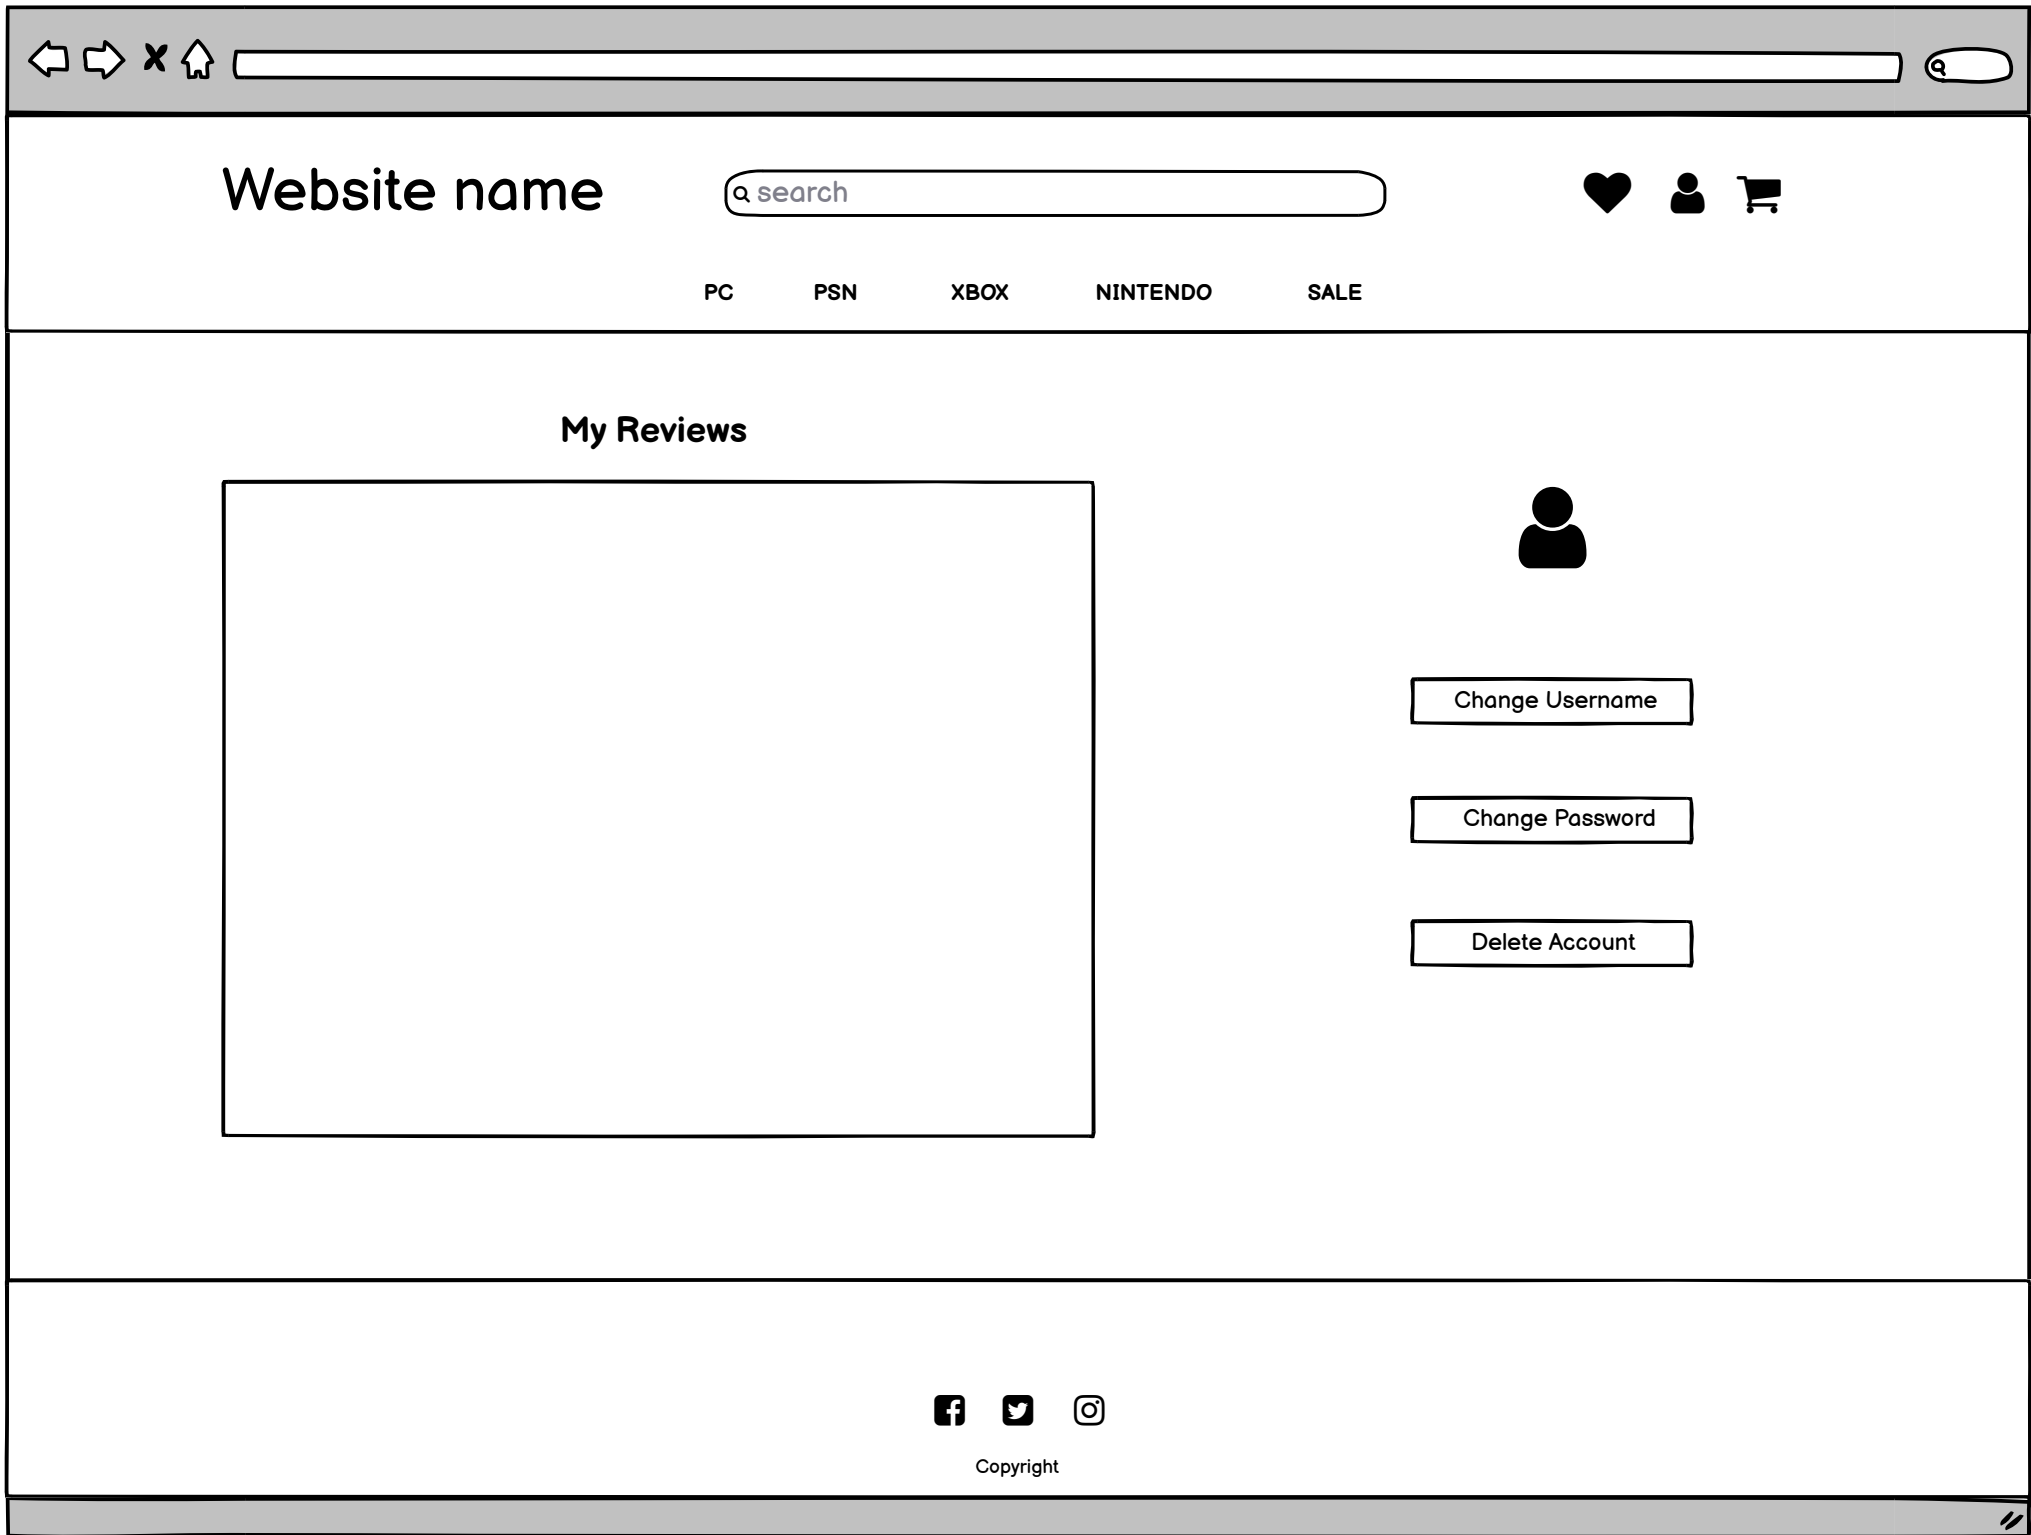 Website name
search
PC PSN XBOX NINTENDO SALE
My Reviews
Change Username
Change Password
Delete Account
Copyright